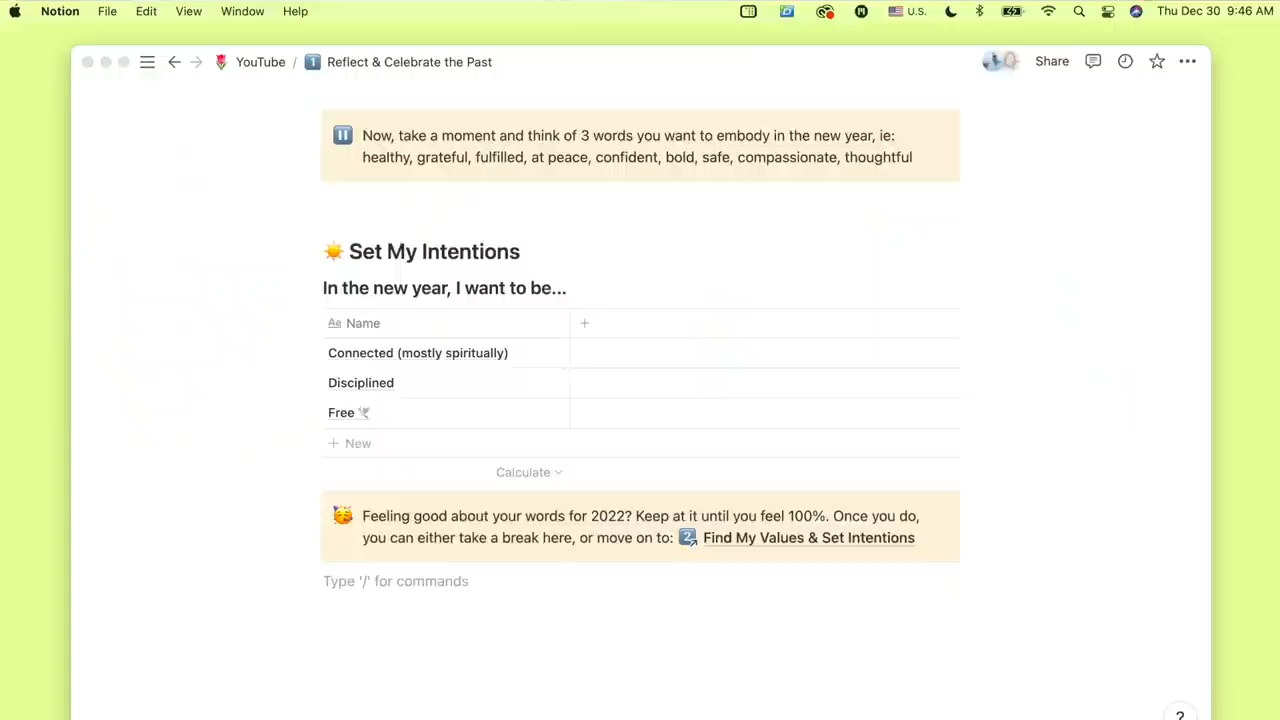 Notion File Edit View Window Help U.S. Thu Dec 30 9:46 AM
YouTube / 1 Reflect & Celebrate the Past Share
Now, take a moment and think of 3 words you want to embody in the new year, ie:
healthy, grateful, fulfilled, at peace, confident, bold, safe, compassionate, thoughtful
☀️ Set My Intentions
In the new year, I want to be...
Aa Name +
Connected (mostly spiritually)
Disciplined
Free 🕊
+ New
Calculate
🥳 Feeling good about your words for 2022? Keep at it until you feel 100%. Once you do,
you can either take a break here, or move on to: 2 Find My Values & Set Intentions
Type '/' for commands
?